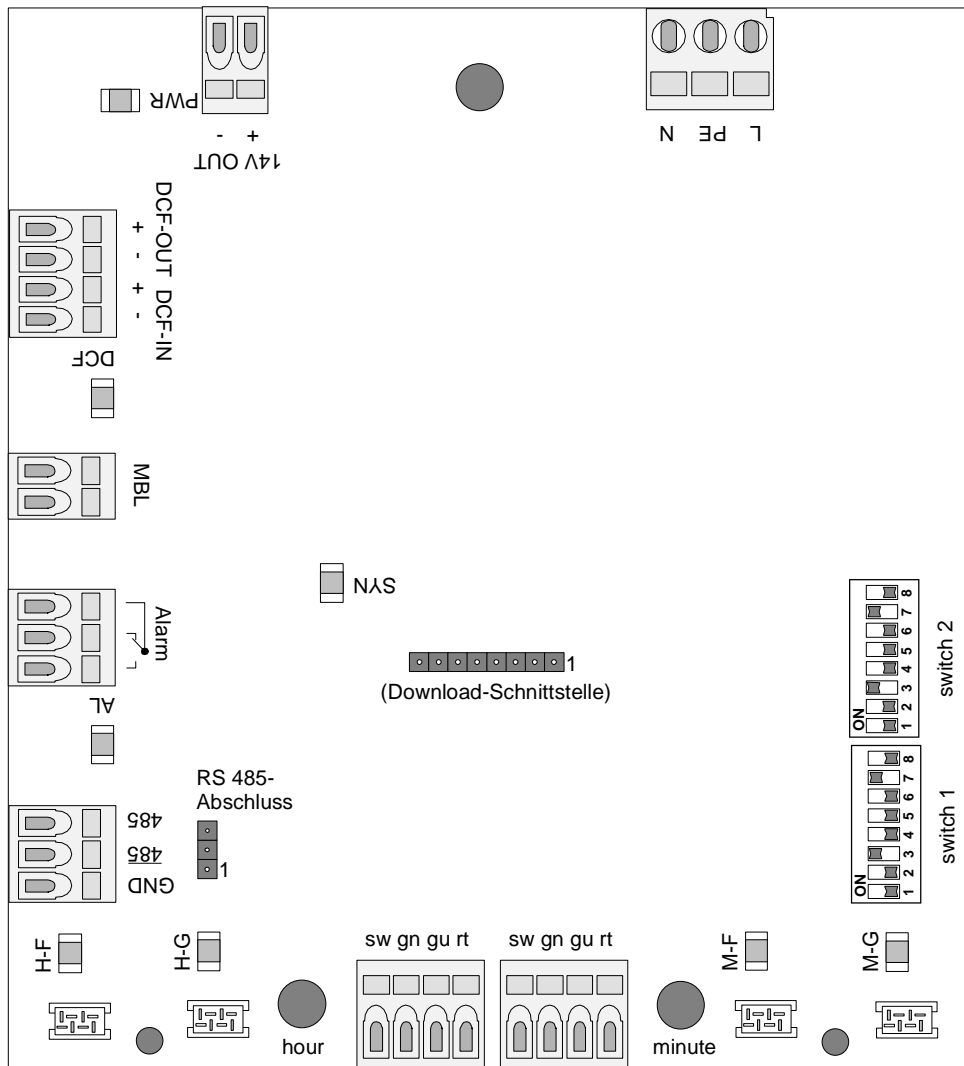 PWR
- +
14V OUT
N PE L
DCF-OUT
+
-
DCF-IN
+
-
DCF
MBL
SYN
Alarm
1
(Download-Schnittstelle)
AL
switch 2
8
7
6
5
4
3
2
1
ON
RS 485-
Abschluss
1
485
485
GND
switch 1
8
7
6
5
4
3
2
1
ON
H-F
H-G
sw gn gu rt
sw gn gu rt
M-F
M-G
hour
minute